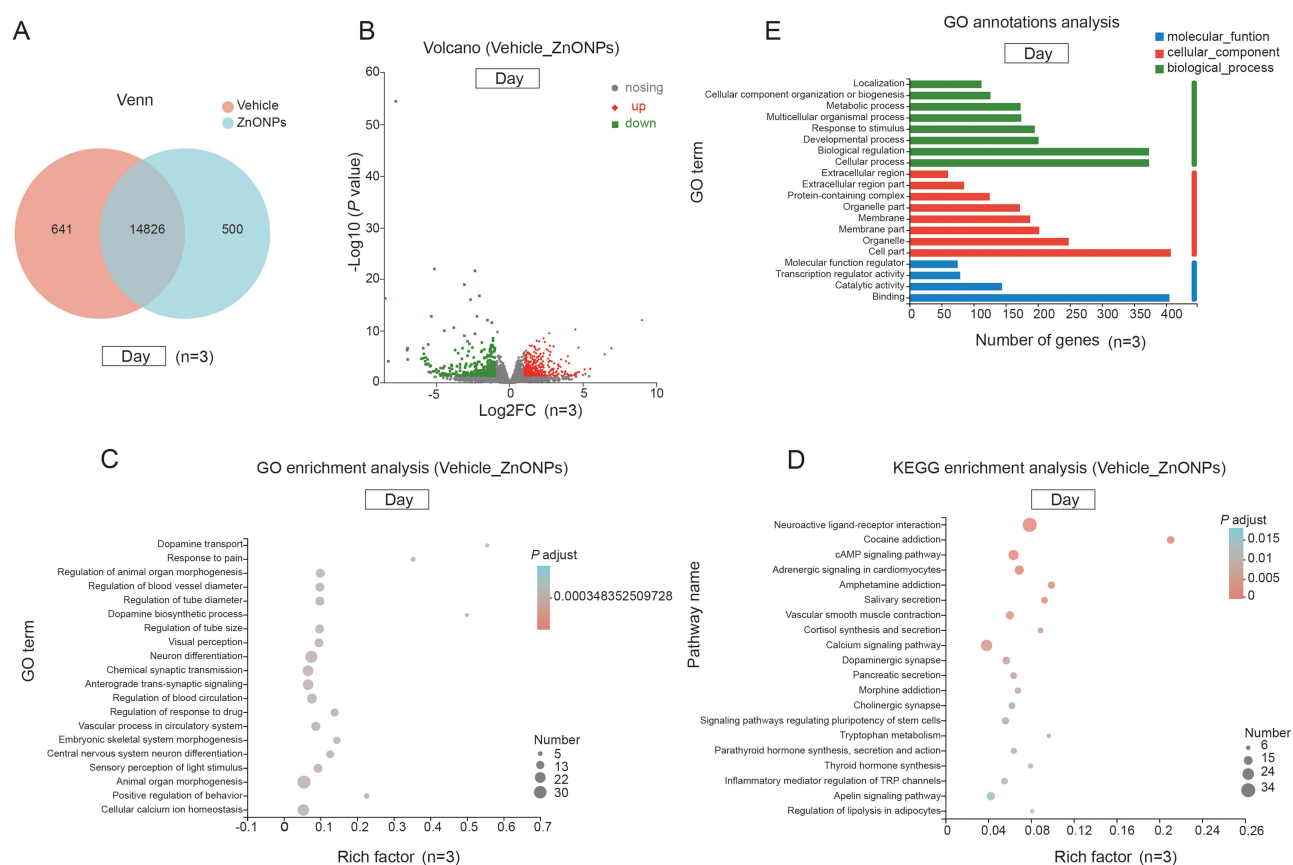 A
Venn
Vehicle
ZnONPs
641
14826
500
Day (n=3)
B
Volcano (Vehicle_ZnONPs)
Day
nosing
up
down
-Log10 (P value)
60
50
40
30
20
10
0
-5
0
5
10
Log2FC (n=3)
E
GO annotations analysis
Day
molecular_funtion
cellular_component
biological_process
GO term
Localization
Cellular component organization or biogenesis
Metabolic process
Multicellular organismal process
Response to stimulus
Developmental process
Biological regulation
Cellular process
Extracellular region
Extracellular region part
Protein-containing complex
Organelle part
Membrane
Membrane part
Organelle
Cell part
Molecular function regulator
Transcription regulator activity
Catalytic activity
Binding
0 50 100 150 200 250 300 350 400
Number of genes (n=3)
C
GO enrichment analysis (Vehicle_ZnONPs)
Day
GO term
Dopamine transport
Response to pain
Regulation of animal organ morphogenesis
Regulation of blood vessel diameter
Regulation of tube diameter
Dopamine biosynthetic process
Regulation of tube size
Visual perception
Neuron differentiation
Chemical synaptic transmission
Anterograde trans-synaptic signaling
Regulation of blood circulation
Regulation of response to drug
Vascular process in circulatory system
Embryonic skeletal system morphogenesis
Central nervous system neuron differentiation
Sensory perception of light stimulus
Animal organ morphogenesis
Positive regulation of behavior
Cellular calcium ion homeostasis
-0.1 0 0.1 0.2 0.3 0.4 0.5 0.6 0.7
Rich factor (n=3)
P adjust
0.000348352509728
Number
5
13
22
30
D
KEGG enrichment analysis (Vehicle_ZnONPs)
Day
Pathway name
Neuroactive ligand-receptor interaction
Cocaine addiction
cAMP signaling pathway
Adrenergic signaling in cardiomyocytes
Amphetamine addiction
Salivary secretion
Vascular smooth muscle contraction
Cortisol synthesis and secretion
Calcium signaling pathway
Dopaminergic synapse
Pancreatic secretion
Morphine addiction
Cholinergic synapse
Signaling pathways regulating pluripotency of stem cells
Tryptophan metabolism
Parathyroid hormone synthesis, secretion and action
Thyroid hormone synthesis
Inflammatory mediator regulation of TRP channels
Apelin signaling pathway
Regulation of lipolysis in adipocytes
0 0.04 0.08 0.12 0.16 0.2 0.24 0.26
Rich factor (n=3)
P adjust
0.015
0.010
0.005
0
Number
6
15
24
34